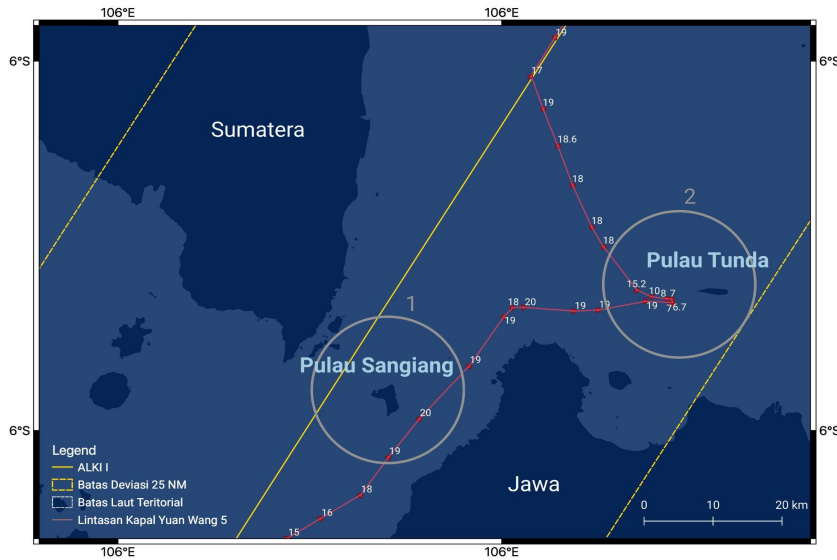 106°E 106°E
6°S 6°S
19
17
19
18.6
18
18
18
2
Pulau Tunda
15.2 10 8 7
19 76.7
18 20 19 19
19
1
Pulau Sangiang
19
20
19
18
16
15
Sumatera
Jawa
6°S 6°S
Legend
ALKI I
Batas Deviasi 25 NM
Batas Laut Teritorial
Lintasan Kapal Yuan Wang 5
0 10 20 km
106°E 106°E